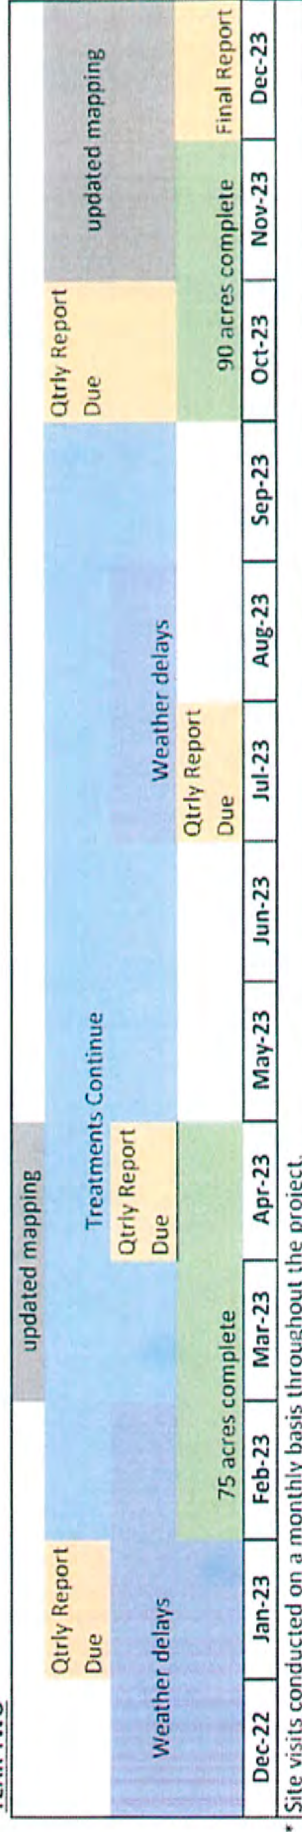 updated mapping
Qtrly Report
Due
Treatments Continue
Qtrly Report
Due
updated mapping
Weather delays
Qtrly Report
Due
Weather delays
75 acres complete
Qtrly Report
Due
90 acres complete
Final Report
Dec-22 Jan-23 Feb-23 Mar-23 Apr-23 May-23 Jun-23 Jul-23 Aug-23 Sep-23 Oct-23 Nov-23 Dec-23
* Site visits conducted on a monthly basis throughout the project.